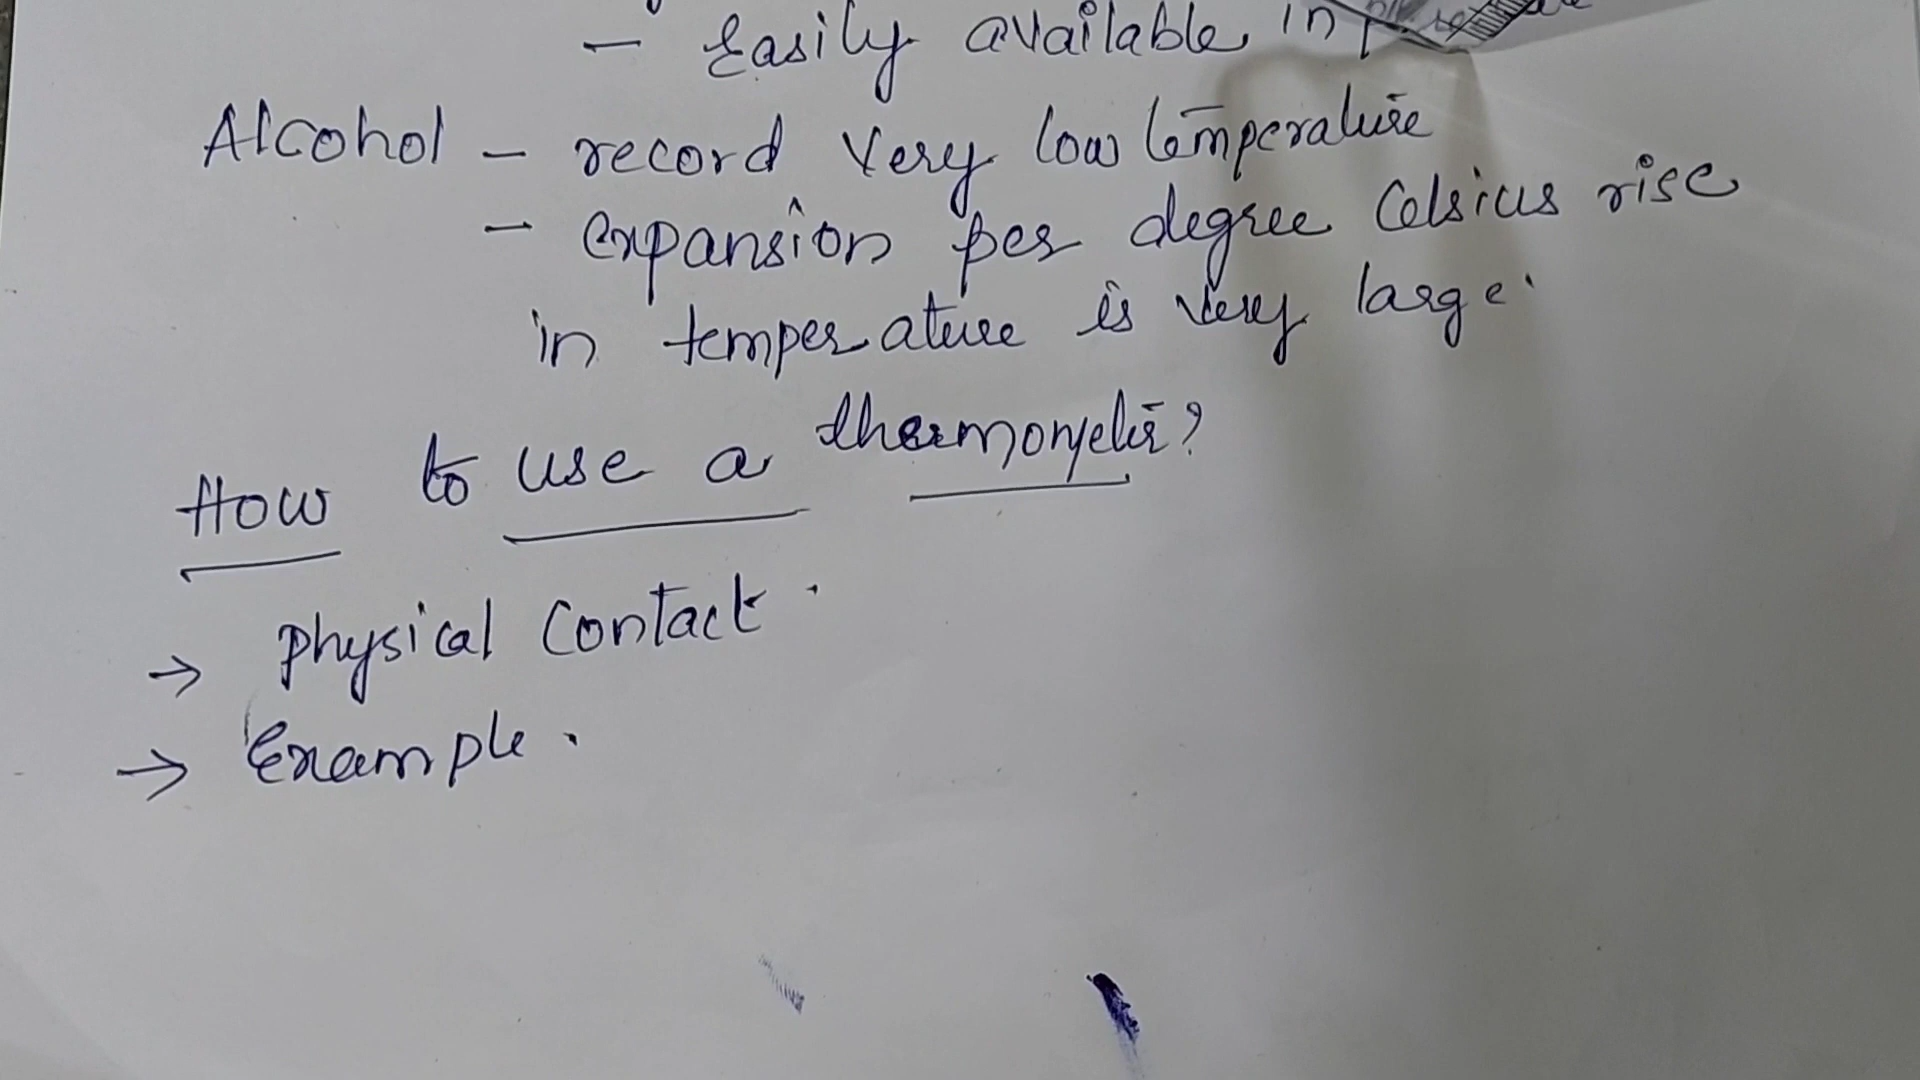 - Easily available in
Alcohol - record very low temperature
- expansion per degree Celsius rise
in temperature is very large.
How to use a thermometer?
→ Physical Contact.
→ Example.